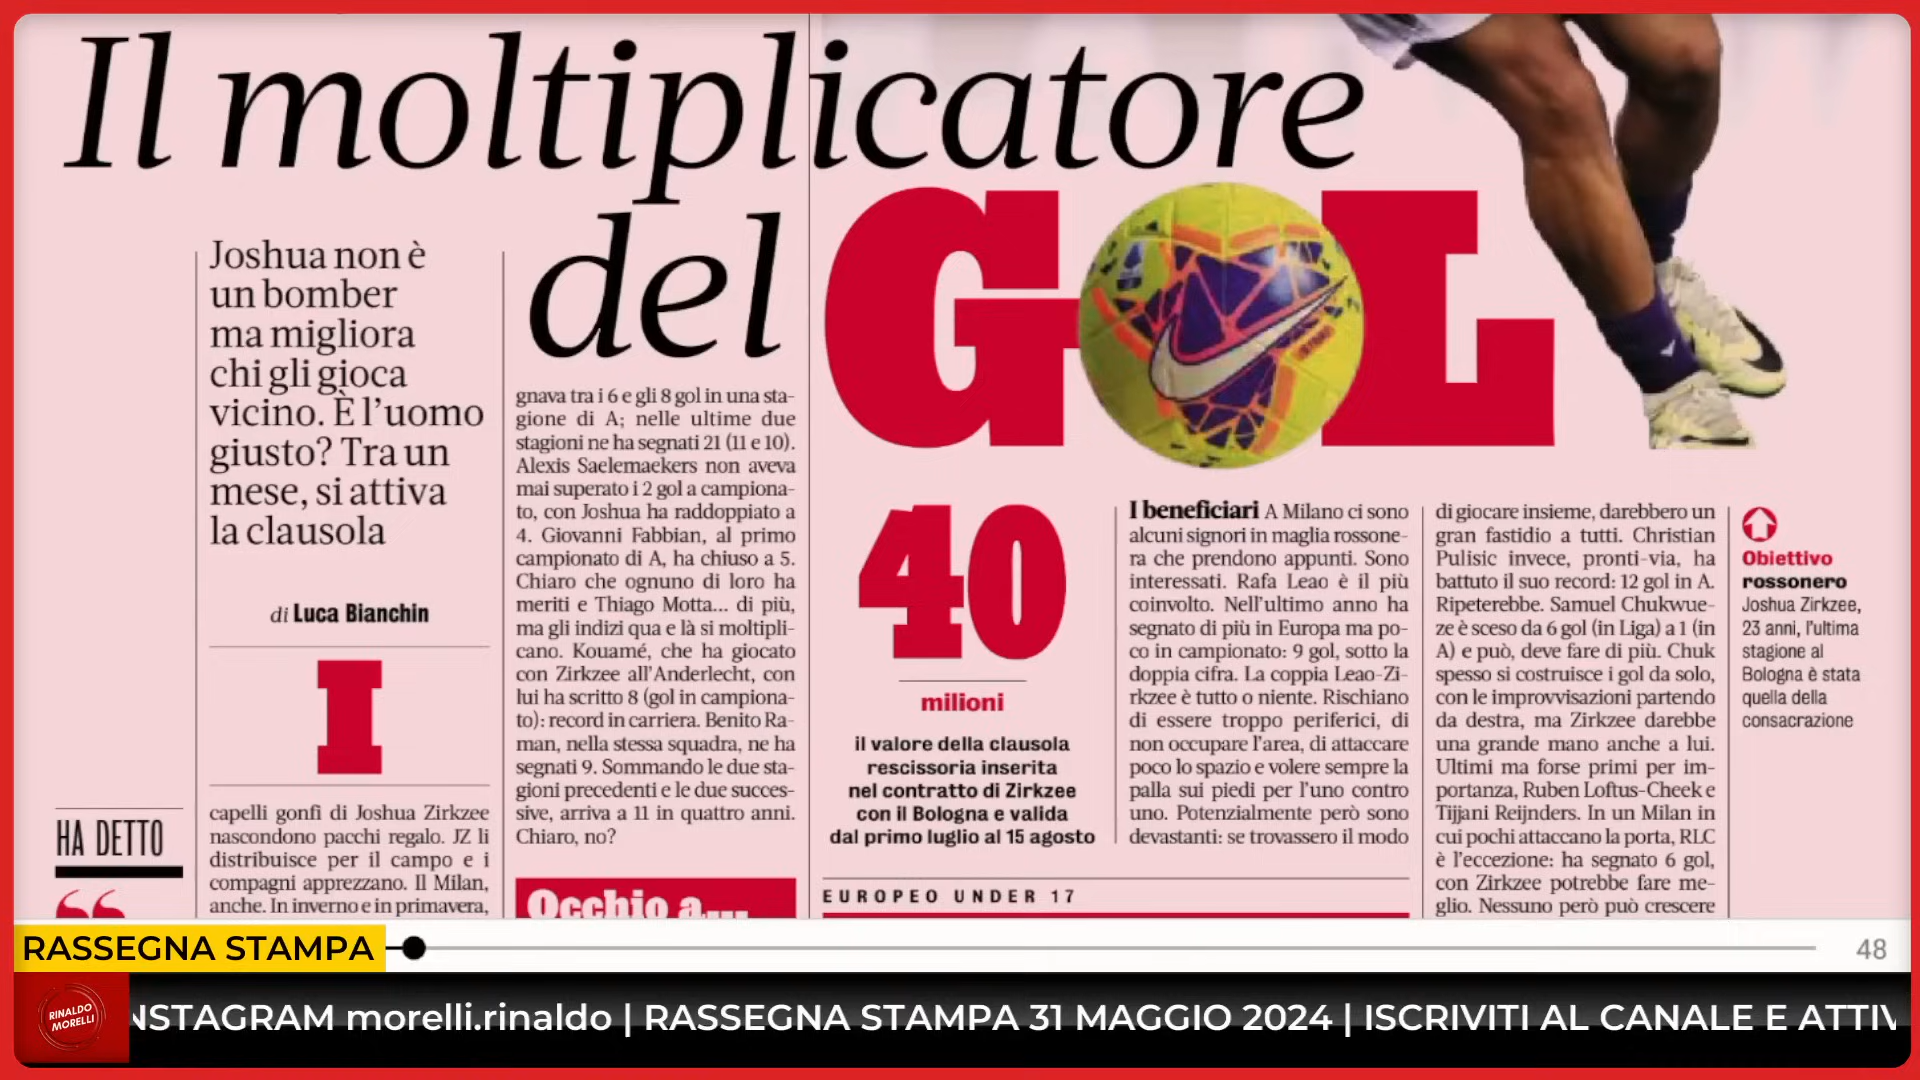 Il moltiplicatore
del GOL
Joshua non è
un bomber
ma migliora
chi gli gioca
vicino. È l’uomo
giusto? Tra un
mese, si attiva
la clausola
di Luca Bianchin
I
capelli gonfi di Joshua Zirkzee
nascondono pacchi regalo. JZ li
distribuisce per il campo e i
compagni apprezzano. Il Milan,
anche. In inverno e in primavera,
HA DETTO
“
gnava tra i 6 e gli 8 gol in una sta-
gione di A; nelle ultime due
stagioni ne ha segnati 21 (11 e 10).
Alexis Saelemaekers non aveva
mai superato i 2 gol a campiona-
to, con Joshua ha raddoppiato a
4. Giovanni Fabbian, al primo
campionato di A, ha chiuso a 5.
Chiaro che ognuno di loro ha
meriti e Thiago Motta... di più,
ma gli indizi qua e là si moltipli-
cano. Kouamé, che ha giocato
con Zirkzee all’Anderlecht, con
lui ha scritto 8 (gol in campiona-
to): record in carriera. Benito Ra-
man, nella stessa squadra, ne ha
segnati 9. Sommando le due sta-
gioni precedenti e le due succes-
sive, arriva a 11 in quattro anni.
Chiaro, no?
Occhio a...
40
milioni
il valore della clausola
rescissoria inserita
nel contratto di Zirkzee
con il Bologna e valida
dal primo luglio al 15 agosto
I beneficiari A Milano ci sono
alcuni signori in maglia rossone-
ra che prendono appunti. Sono
interessati. Rafa Leao è il più
coinvolto. Nell’ultimo anno ha
segnato di più in Europa ma po-
co in campionato: 9 gol, sotto la
doppia cifra. La coppia Leao-Zi-
rkzee è tutto o niente. Rischiano
di essere troppo periferici, di
non occupare l’area, di attaccare
poco lo spazio e volere sempre la
palla sui piedi per l’uno contro
uno. Potenzialmente però sono
devastanti: se trovassero il modo
EUROPEO UNDER 17
di giocare insieme, darebbero un
gran fastidio a tutti. Christian
Pulisic invece, pronti-via, ha
battuto il suo record: 12 gol in A.
Ripeterebbe. Samuel Chukwue-
ze è sceso da 6 gol (in Liga) a 1 (in
A) e può, deve fare di più. Chuk
spesso si costruisce i gol da solo,
con le improvvisazioni partendo
da destra, ma Zirkzee darebbe
una grande mano anche a lui.
Ultimi ma forse primi per im-
portanza, Ruben Loftus-Cheek e
Tijjani Reijnders. In un Milan in
cui pochi attaccano la porta, RLC
è l’eccezione: ha segnato 6 gol,
con Zirkzee potrebbe fare me-
glio. Nessuno però può crescere
Obiettivo
rossonero
Joshua Zirkzee,
23 anni, l’ultima
stagione al
Bologna è stata
quella della
consacrazione
RASSEGNA STAMPA
48
RINALDO
MORELLI
NSTAGRAM morelli.rinaldo | RASSEGNA STAMPA 31 MAGGIO 2024 | ISCRIVITI AL CANALE E ATTIV